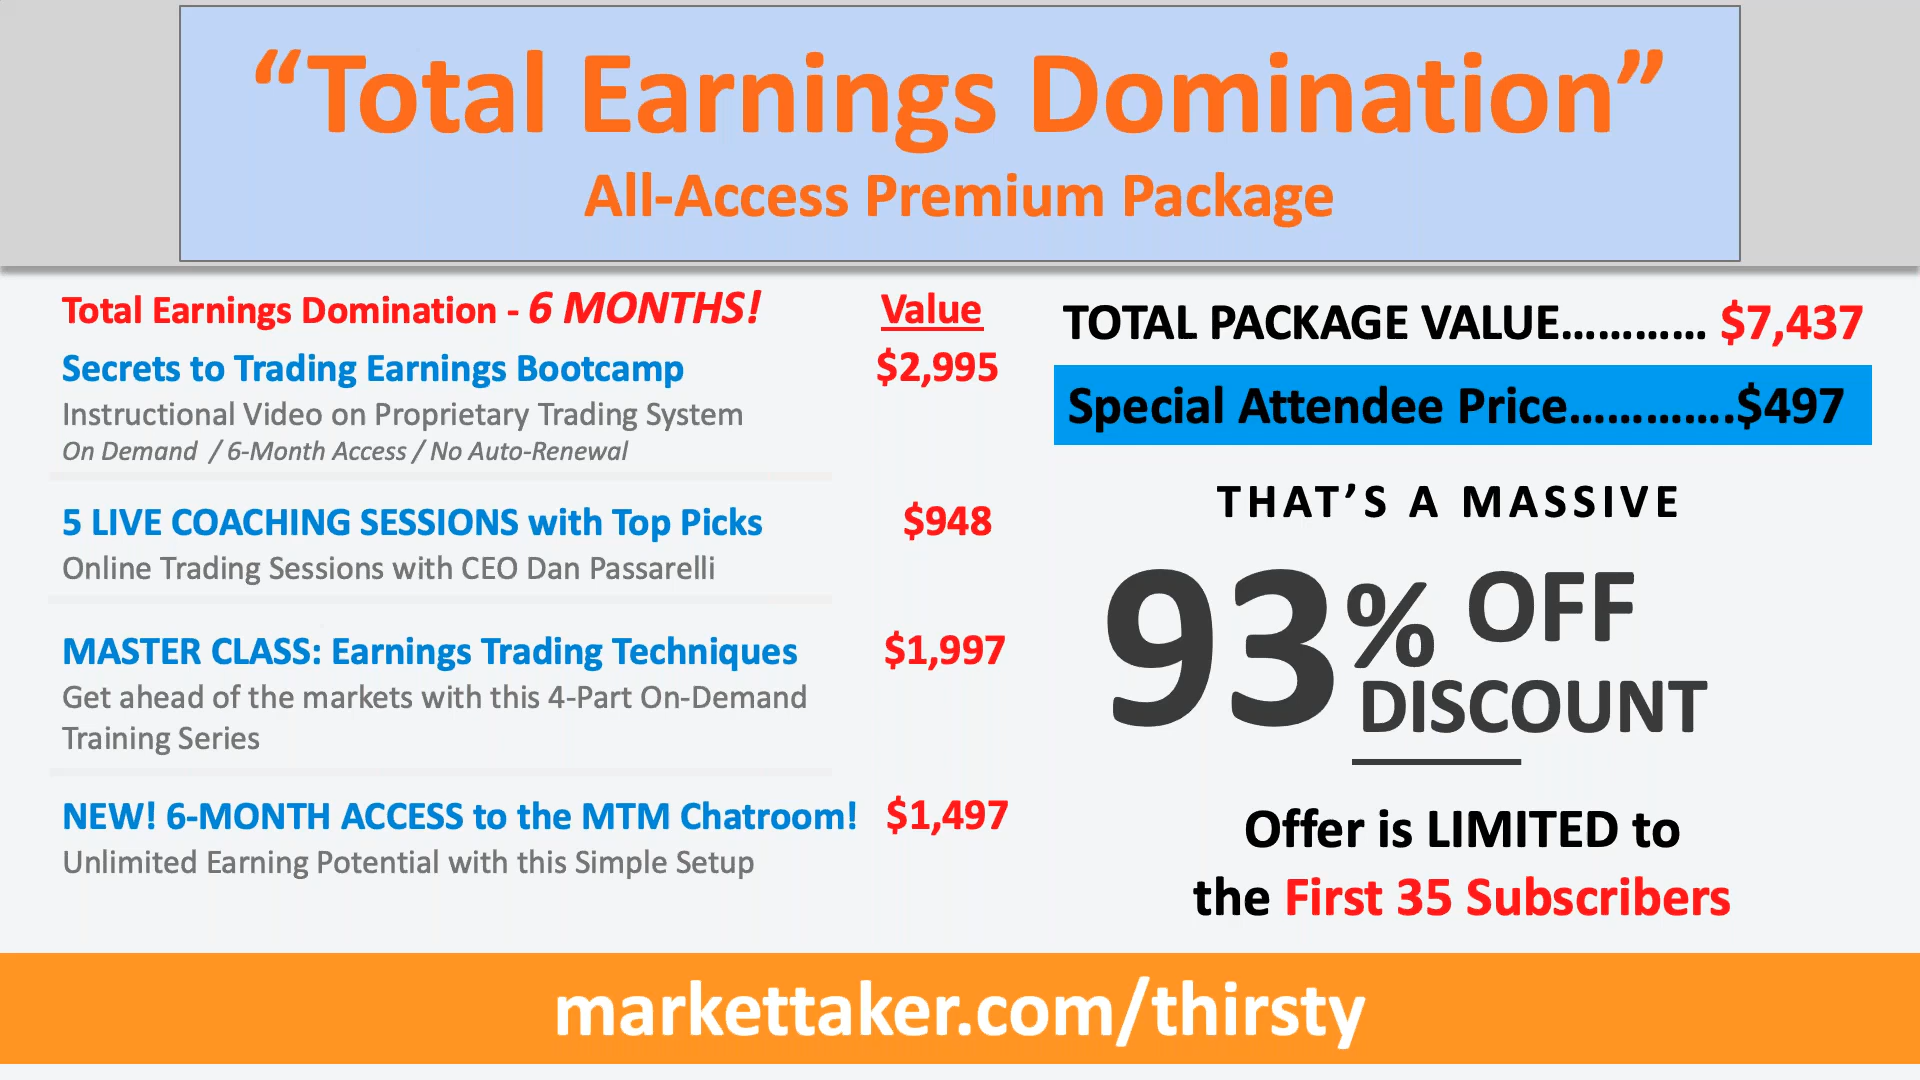 “Total Earnings Domination”
All-Access Premium Package
Total Earnings Domination - 6 MONTHS! Value
Secrets to Trading Earnings Bootcamp $2,995
Instructional Video on Proprietary Trading System
On Demand / 6-Month Access / No Auto-Renewal
5 LIVE COACHING SESSIONS with Top Picks $948
Online Trading Sessions with CEO Dan Passarelli
MASTER CLASS: Earnings Trading Techniques $1,997
Get ahead of the markets with this 4-Part On-Demand
Training Series
NEW! 6-MONTH ACCESS to the MTM Chatroom! $1,497
Unlimited Earning Potential with this Simple Setup
TOTAL PACKAGE VALUE………… $7,437
Special Attendee Price………….$497
THAT’S A MASSIVE
93% OFF
DISCOUNT
Offer is LIMITED to
the First 35 Subscribers
markettaker.com/thirsty